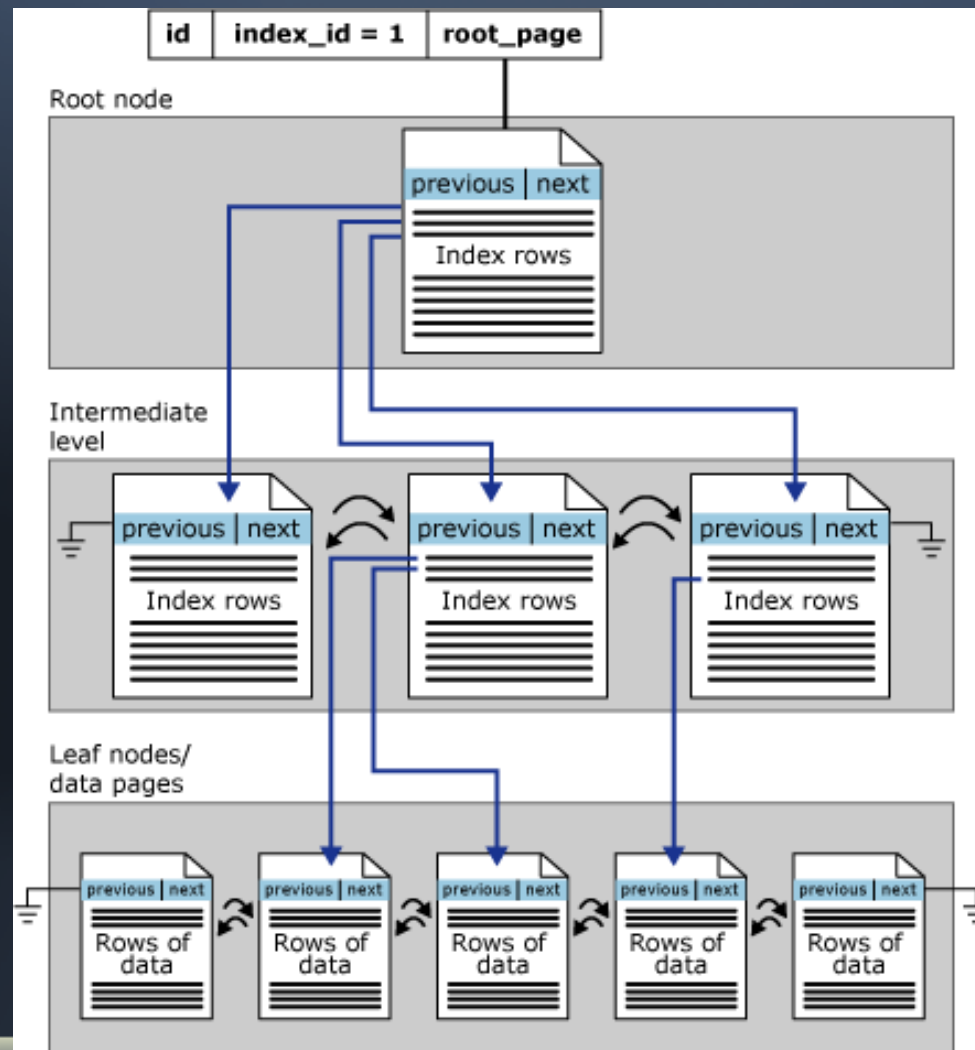 id index_id = 1 root_page
Root node
previous next
Index rows
Intermediate
level
previous next previous next previous next
Index rows Index rows Index rows
Leaf nodes/
data pages
previous next previous next previous next previous next previous next
Rows of Rows of Rows of Rows of Rows of
data data data data data